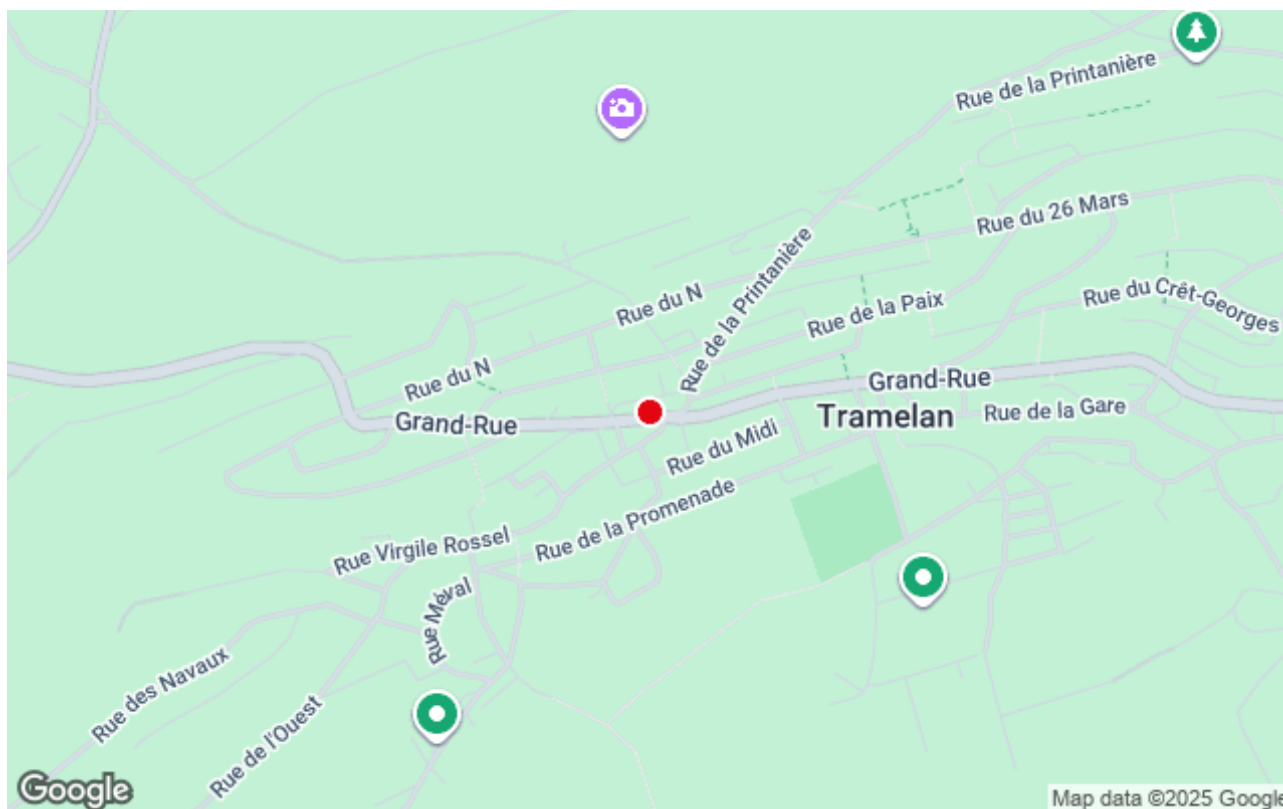 Rue de la Printanière
Rue du 26 Mars
Rue de la Printanière
Rue du Crêt-Georges
Rue du N
Rue de la Paix
Rue du N
Grand-Rue
Grand-Rue
Tramelan
Rue de la Gare
Rue du Midi
Rue de la Promenade
Rue Virgile Rossel
Rue Méval
Rue des Navaux
Rue de l'Ouest
Google
Map data ©2025 Google